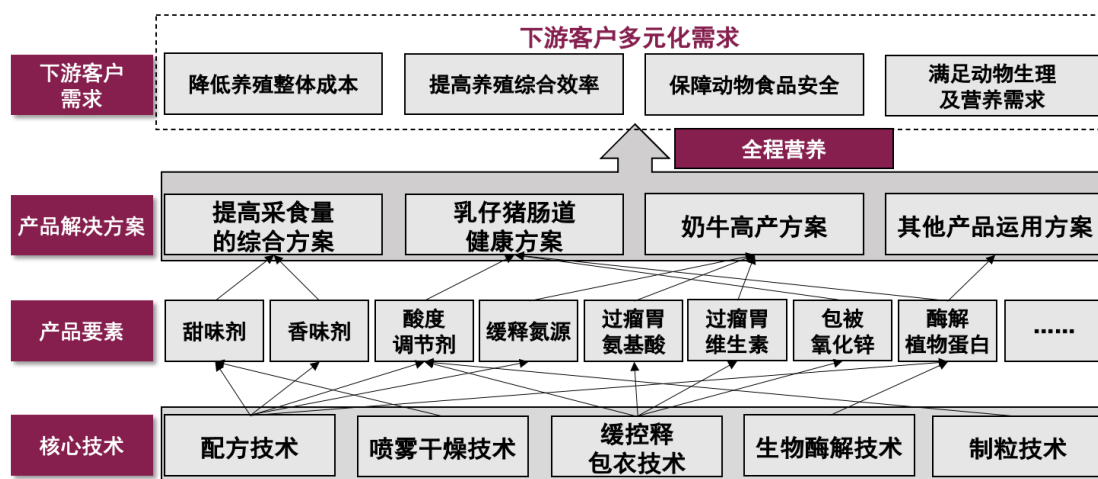 下游客户多元化需求
下游客户
需求
降低养殖整体成本
提高养殖综合效率
保障动物食品安全
满足动物生理
及营养需求
全程营养
产品解决方案
提高采食量
的综合方案
乳仔猪肠道
健康方案
奶牛高产方案
其他产品运用方案
产品要素
甜味剂
香味剂
酸度
调节剂
缓释氮源
过瘤胃
氨基酸
过瘤胃
维生素
包被
氧化锌
酶解
植物蛋白
……
核心技术
配方技术
喷雾干燥技术
缓控释
包衣技术
生物酶解技术
制粒技术